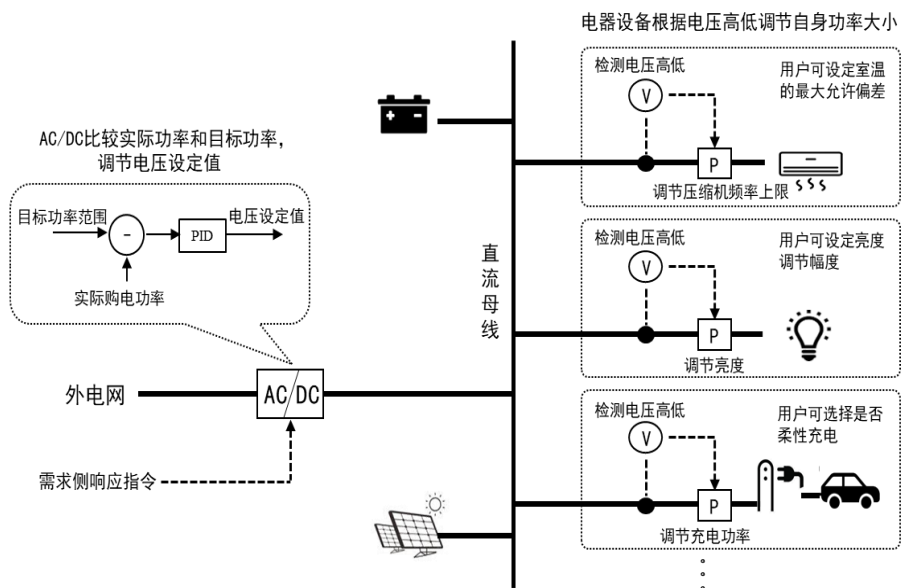 电器设备根据电压高低调节自身功率大小
检测电压高低
用户可设定室温
的最大允许偏差
V
P
调节压缩机频率上限
AC/DC比较实际功率和目标功率，
调节电压设定值
目标功率范围
-
PID
电压设定值
实际购电功率
直流母线
检测电压高低
用户可设定亮度
调节幅度
V
P
调节亮度
外电网
AC/DC
需求侧响应指令
检测电压高低
用户可选择是否
柔性充电
V
P
调节充电功率